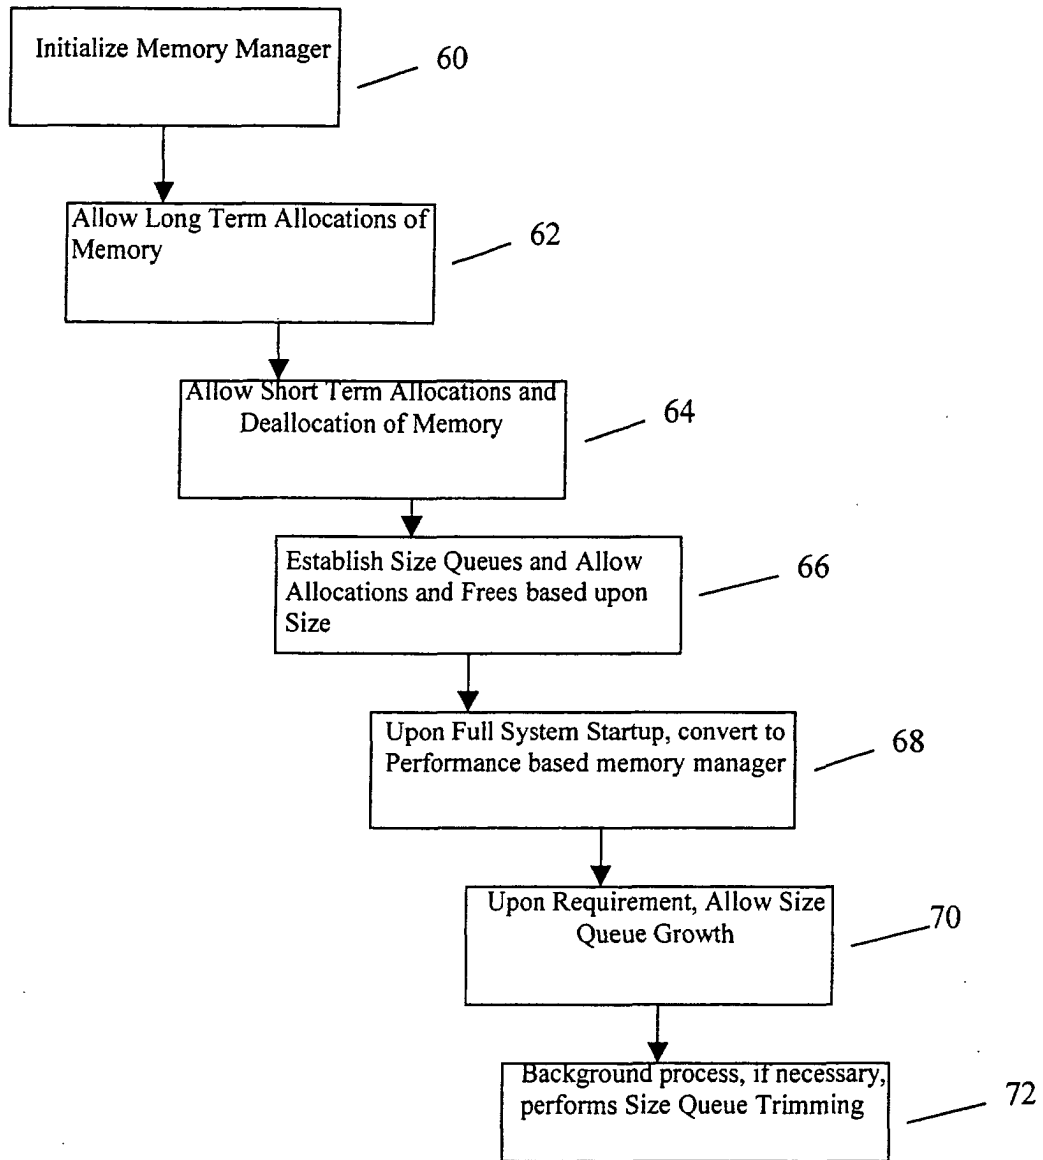 Initialize Memory Manager
60
Allow Long Term Allocations of
Memory
62
Allow Short Term Allocations and
Deallocation of Memory
64
Establish Size Queues and Allow
Allocations and Frees based upon
Size
66
Upon Full System Startup, convert to
Performance based memory manager
68
Upon Requirement, Allow Size
Queue Growth
70
Background process, if necessary,
performs Size Queue Trimming
72